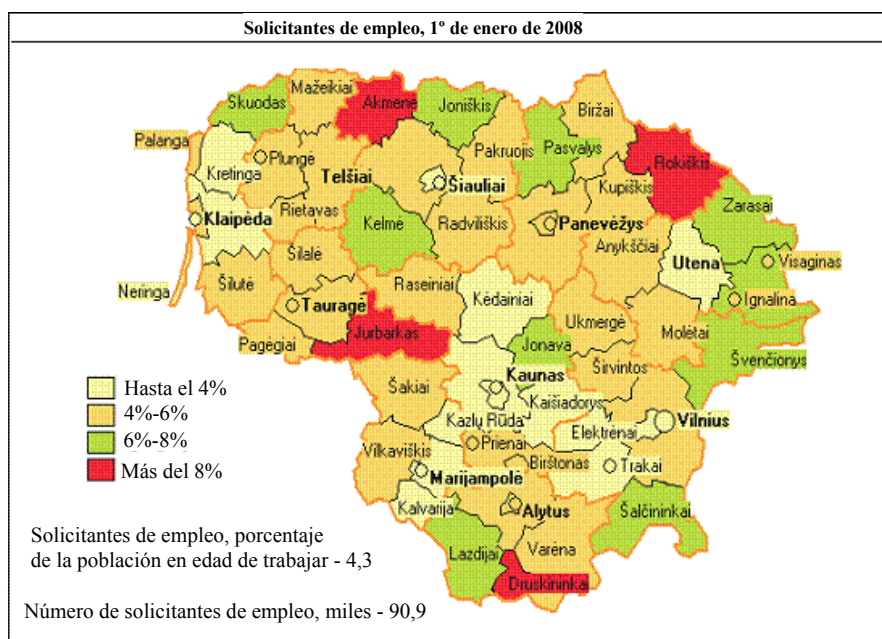 Solicitantes de empleo, 1º de enero de 2008
Mažeikiai
Skuodas
Akmenė
Joniškis
Biržai
Palanga
Plungė
Telšiai
Pakruojis
Pasvalys
Rokiškis
Kretinga
Šiauliai
Kupiškis
Zarasai
Klaipėda
Rietavas
Kelmė
Radviliškis
Panevėžys
Anykščiai
Utena
Visaginas
Šilalė
Neringa
Šilutė
Raseiniai
Kėdainiai
Ignalina
Tauragė
Ukmergė
Molėtai
Pagėgiai
Jurbarkas
Jonava
Širvintos
Švenčionys
Šakiai
Kaunas
Kaišiadorys
Kazlų Rūda
Elektrėnai
Vilnius
Vilkaviškis
Prienai
Birštonas
Trakai
Marijampolė
Kalvarija
Alytus
Šalčininkai
Lazdijai
Varėna
Druskininkai
Hasta el 4%
4%-6%
6%-8%
Más del 8%
Solicitantes de empleo, porcentaje
de la población en edad de trabajar - 4,3
Número de solicitantes de empleo, miles - 90,9